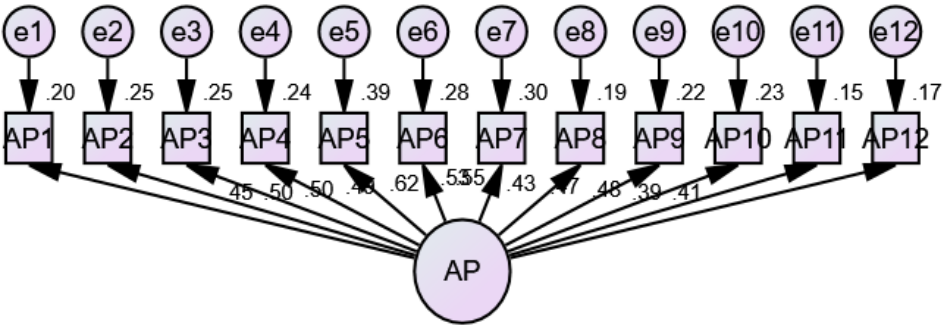 e1 e2 e3 e4 e5 e6 e7 e8 e9 e10 e11 e12
.20 .25 .25 .24 .39 .28 .30 .19 .22 .23 .15 .17
AP1 AP2 AP3 AP4 AP5 AP6 AP7 AP8 AP9 AP10 AP11 AP12
.45 .50 .50 .62 .53 .55 .43 .48 .39 .41
AP